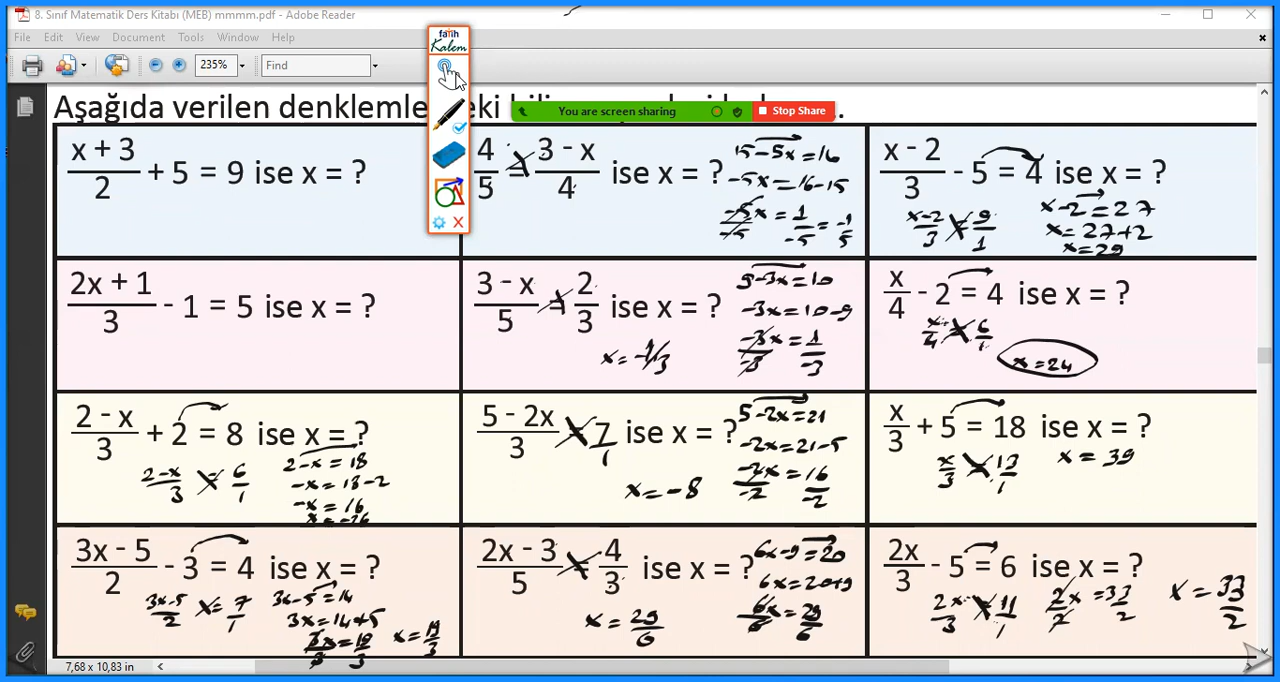 8. Sınıf Matematik Ders Kitabı (MEB) mmmm.pdf - Adobe Reader
File Edit View Document Tools Window Help
235% Find
fatih
Kalem
You are screen sharing Stop Share
Aşağıda verilen denklemle
x + 3
2
+ 5 = 9 ise x = ?
4
5
=
3 - x
4
ise x = ?
15-5x=16
-5x=16-15
-5x
-5
=
1
-5
=
-1
5
x - 2
3
- 5 = 4 ise x = ?
x-2
3
=
9
1
x-2=27
x=27+2
x=29
2x + 1
3
- 1 = 5 ise x = ?
3 - x
5
=
2
3
ise x = ?
x=-1/3
9-3x=10
-3x=10-9
-3x
-3
=
1
-3
x
4
- 2 = 4 ise x = ?
x
4
=
6
1
x=24
2 - x
3
+ 2 = 8 ise x = ?
2-x
3
=
6
1
2-x=18
-x=18-2
-x=16
x=-16
5 - 2x
3
=
7
1
ise x = ?
x=-8
5-2x=21
-2x=21-5
-2x
-2
=
16
-2
x
3
+ 5 = 18 ise x = ?
x
3
=
13
1
x=39
3x - 5
2
- 3 = 4 ise x = ?
3x-5
2
=
7
1
3x-5=14
3x=14+5
3x
3
=
19
3
x=
19
3
2x - 3
5
=
4
3
ise x = ?
x=
29
6
6x-9=20
6x=20+9
6x
6
=
29
6
2x
3
- 5 = 6 ise x = ?
2x
3
=
11
1
2x
2
=
33
2
x=
33
2
7,68 x 10,83 in